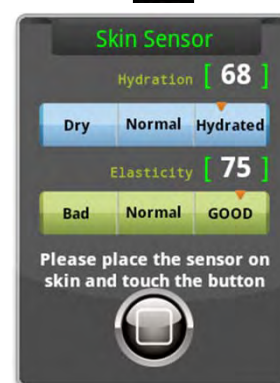 Skin Sensor
Hydration [ 68 ]
Dry Normal Hydrated
Elasticity [ 75 ]
Bad Normal GOOD
Please place the sensor on
skin and touch the button